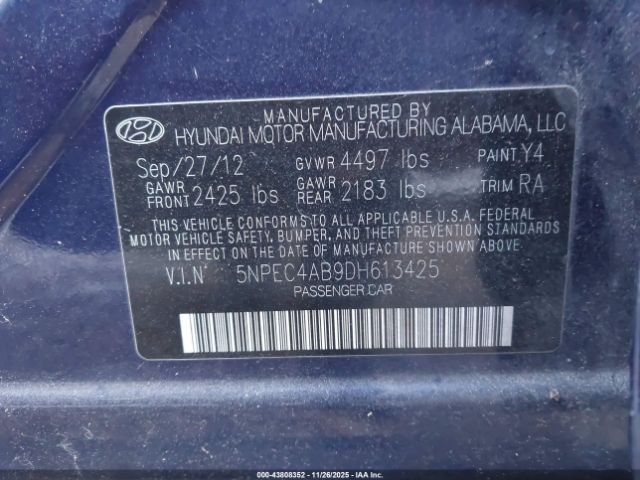 MANUFACTURED BY
HYUNDAI MOTOR MANUFACTURING ALABAMA, LLC
Sep/27/12 GVWR 4497 lbs PAINT Y4
GAWR FRONT 2425 lbs GAWR REAR 2183 lbs TRIM RA
THIS VEHICLE CONFORMS TO ALL APPLICABLE U.S.A. FEDERAL
MOTOR VEHICLE SAFETY, BUMPER, AND THEFT PREVENTION STANDARDS
IN EFFECT ON THE DATE OF MANUFACTURE SHOWN ABOVE.
V.I.N 5NPEC4AB9DH613425
PASSENGER CAR
© -- 43808352 -- 11/26/2025 -- IAA Inc.